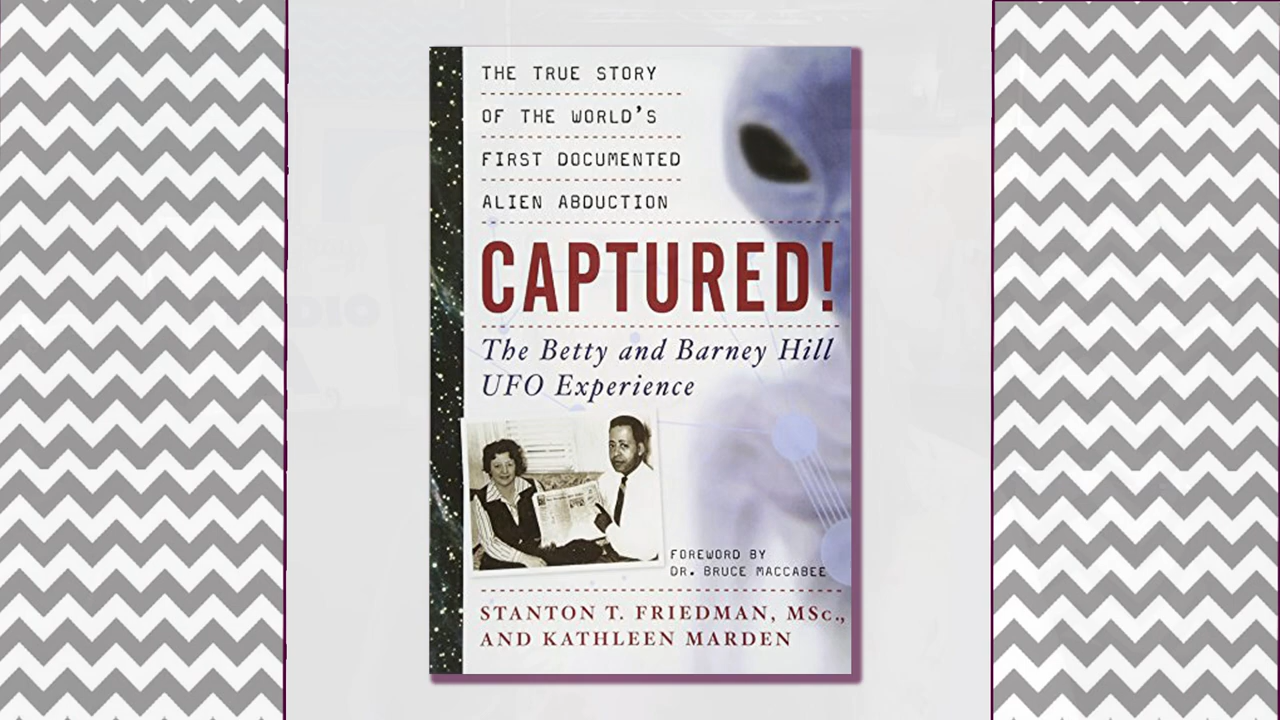 THE TRUE STORY
OF THE WORLD'S
FIRST DOCUMENTED
ALIEN ABDUCTION
CAPTURED!
The Betty and Barney Hill
UFO Experience
FOREWORD BY
DR. BRUCE MACCABEE
STANTON T. FRIEDMAN, MSc.,
AND KATHLEEN MARDEN